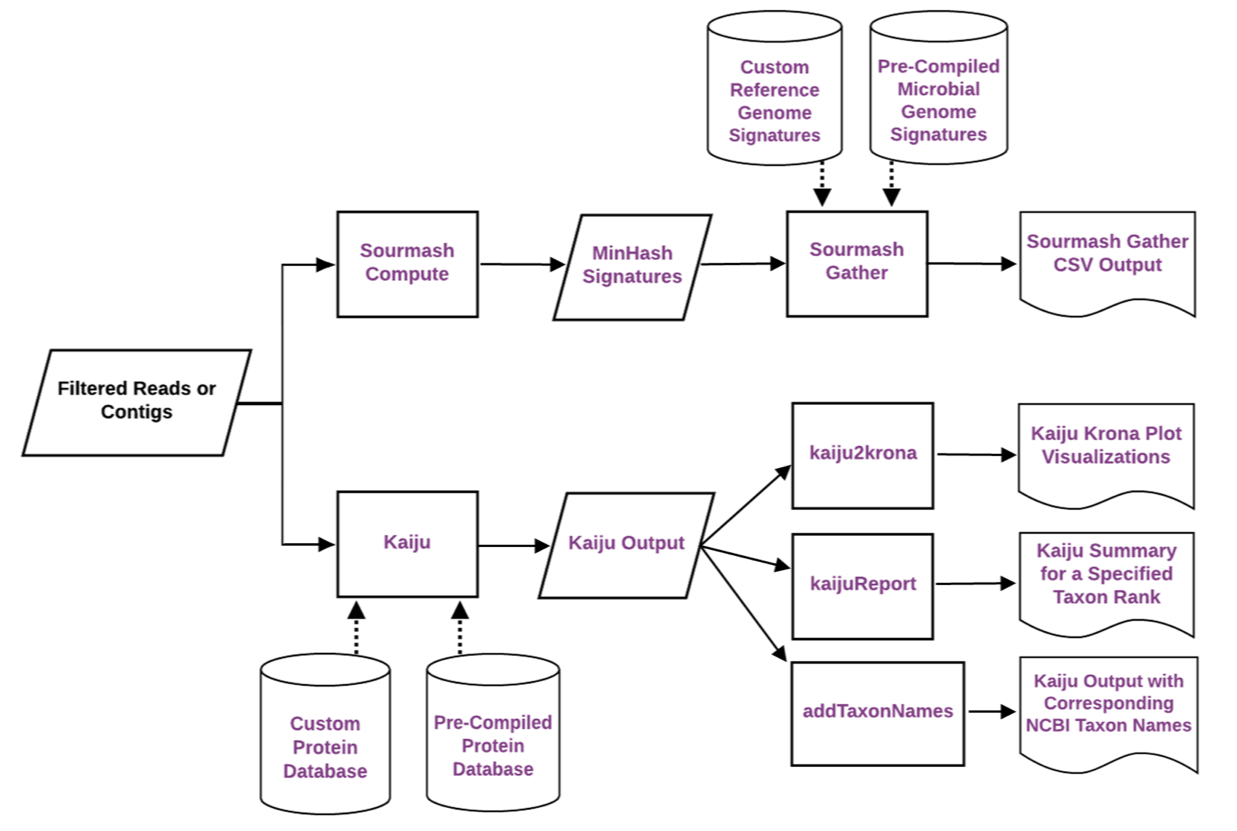 Custom
Reference
Genome
Signatures
Pre-Compiled
Microbial
Genome
Signatures
Sourmash
Compute
MinHash
Signatures
Sourmash
Gather
Sourmash Gather
CSV Output
Filtered Reads or
Contigs
kaiju2krona
Kaiju Krona Plot
Visualizations
Kaiju
Kaiju Output
kaijuReport
Kaiju Summary
for a Specified
Taxon Rank
addTaxonNames
Kaiju Output with
Corresponding
NCBI Taxon Names
Custom
Protein
Database
Pre-Compiled
Protein
Database